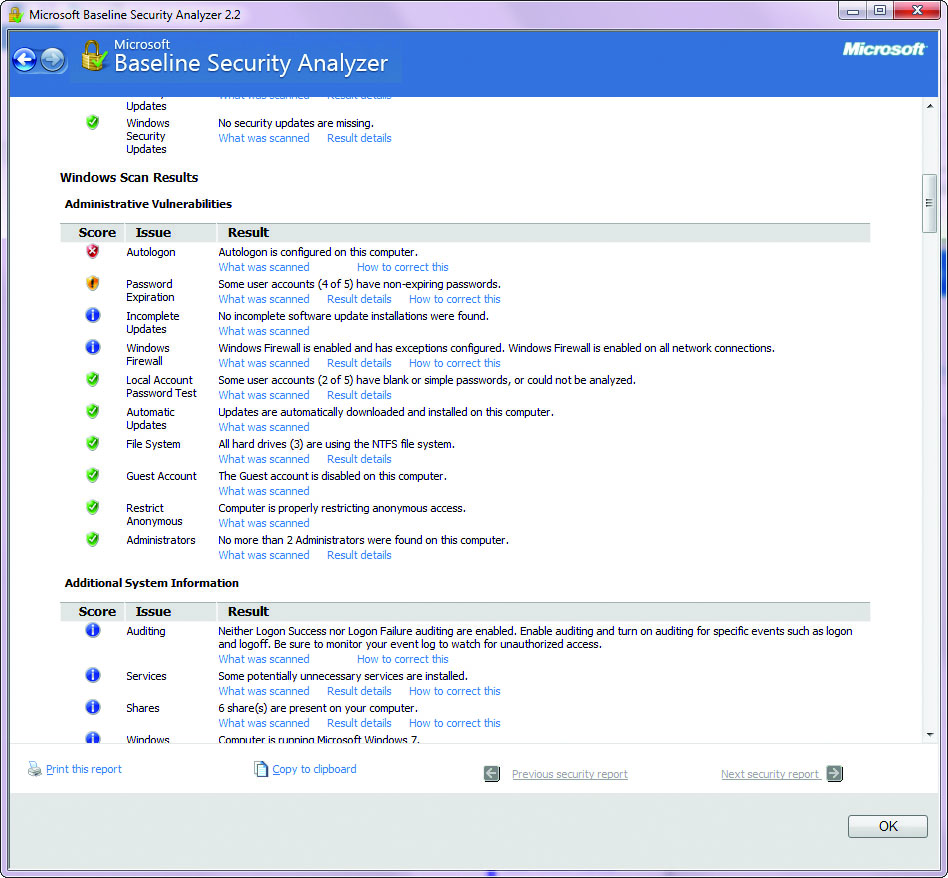 Microsoft Baseline Security Analyzer 2.2
Microsoft
Baseline Security Analyzer
Microsoft
Updates
What was scanned Result details
Windows Security Updates
No security updates are missing.
What was scanned Result details
Windows Scan Results
Administrative Vulnerabilities
Score Issue Result
Autologon
Autologon is configured on this computer.
What was scanned How to correct this
Password Expiration
Some user accounts (4 of 5) have non-expiring passwords.
What was scanned Result details How to correct this
Incomplete Updates
No incomplete software update installations were found.
What was scanned
Windows Firewall
Windows Firewall is enabled and has exceptions configured. Windows Firewall is enabled on all network connections.
What was scanned Result details How to correct this
Local Account Password Test
Some user accounts (2 of 5) have blank or simple passwords, or could not be analyzed.
What was scanned Result details
Automatic Updates
Updates are automatically downloaded and installed on this computer.
What was scanned
File System
All hard drives (3) are using the NTFS file system.
What was scanned Result details
Guest Account
The Guest account is disabled on this computer.
What was scanned
Restrict Anonymous
Computer is properly restricting anonymous access.
What was scanned
Administrators
No more than 2 Administrators were found on this computer.
What was scanned Result details
Additional System Information
Score Issue Result
Auditing
Neither Logon Success nor Logon Failure auditing are enabled. Enable auditing and turn on auditing for specific events such as logon
and logoff. Be sure to monitor your event log to watch for unauthorized access.
What was scanned How to correct this
Services
Some potentially unnecessary services are installed.
What was scanned Result details How to correct this
Shares
6 share(s) are present on your computer.
What was scanned Result details How to correct this
Windows
Computer is running Microsoft Windows 7.
Print this report Copy to clipboard Previous security report Next security report
OK